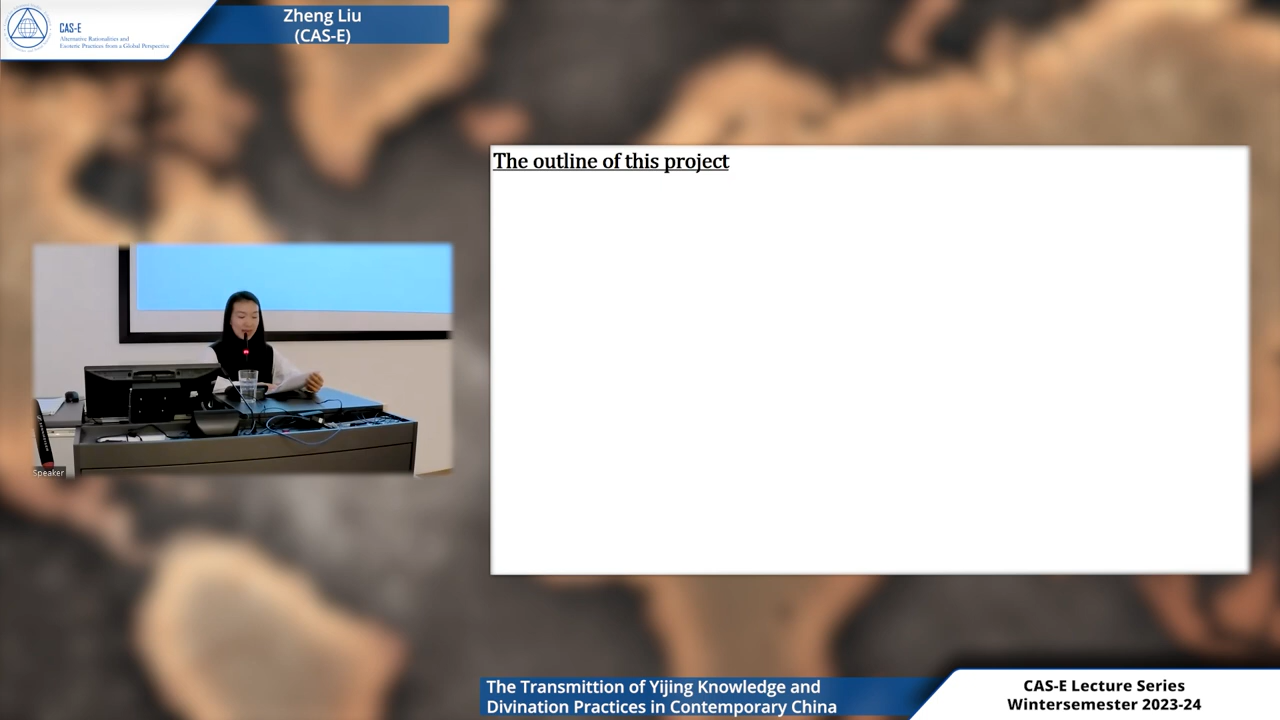 CAS-E
Alternative Rationalities and
Esoteric Practices from a Global Perspective
Zheng Liu
(CAS-E)
The outline of this project
Speaker
The Transmittion of Yijing Knowledge and
Divination Practices in Contemporary China
CAS-E Lecture Series
Wintersemester 2023-24